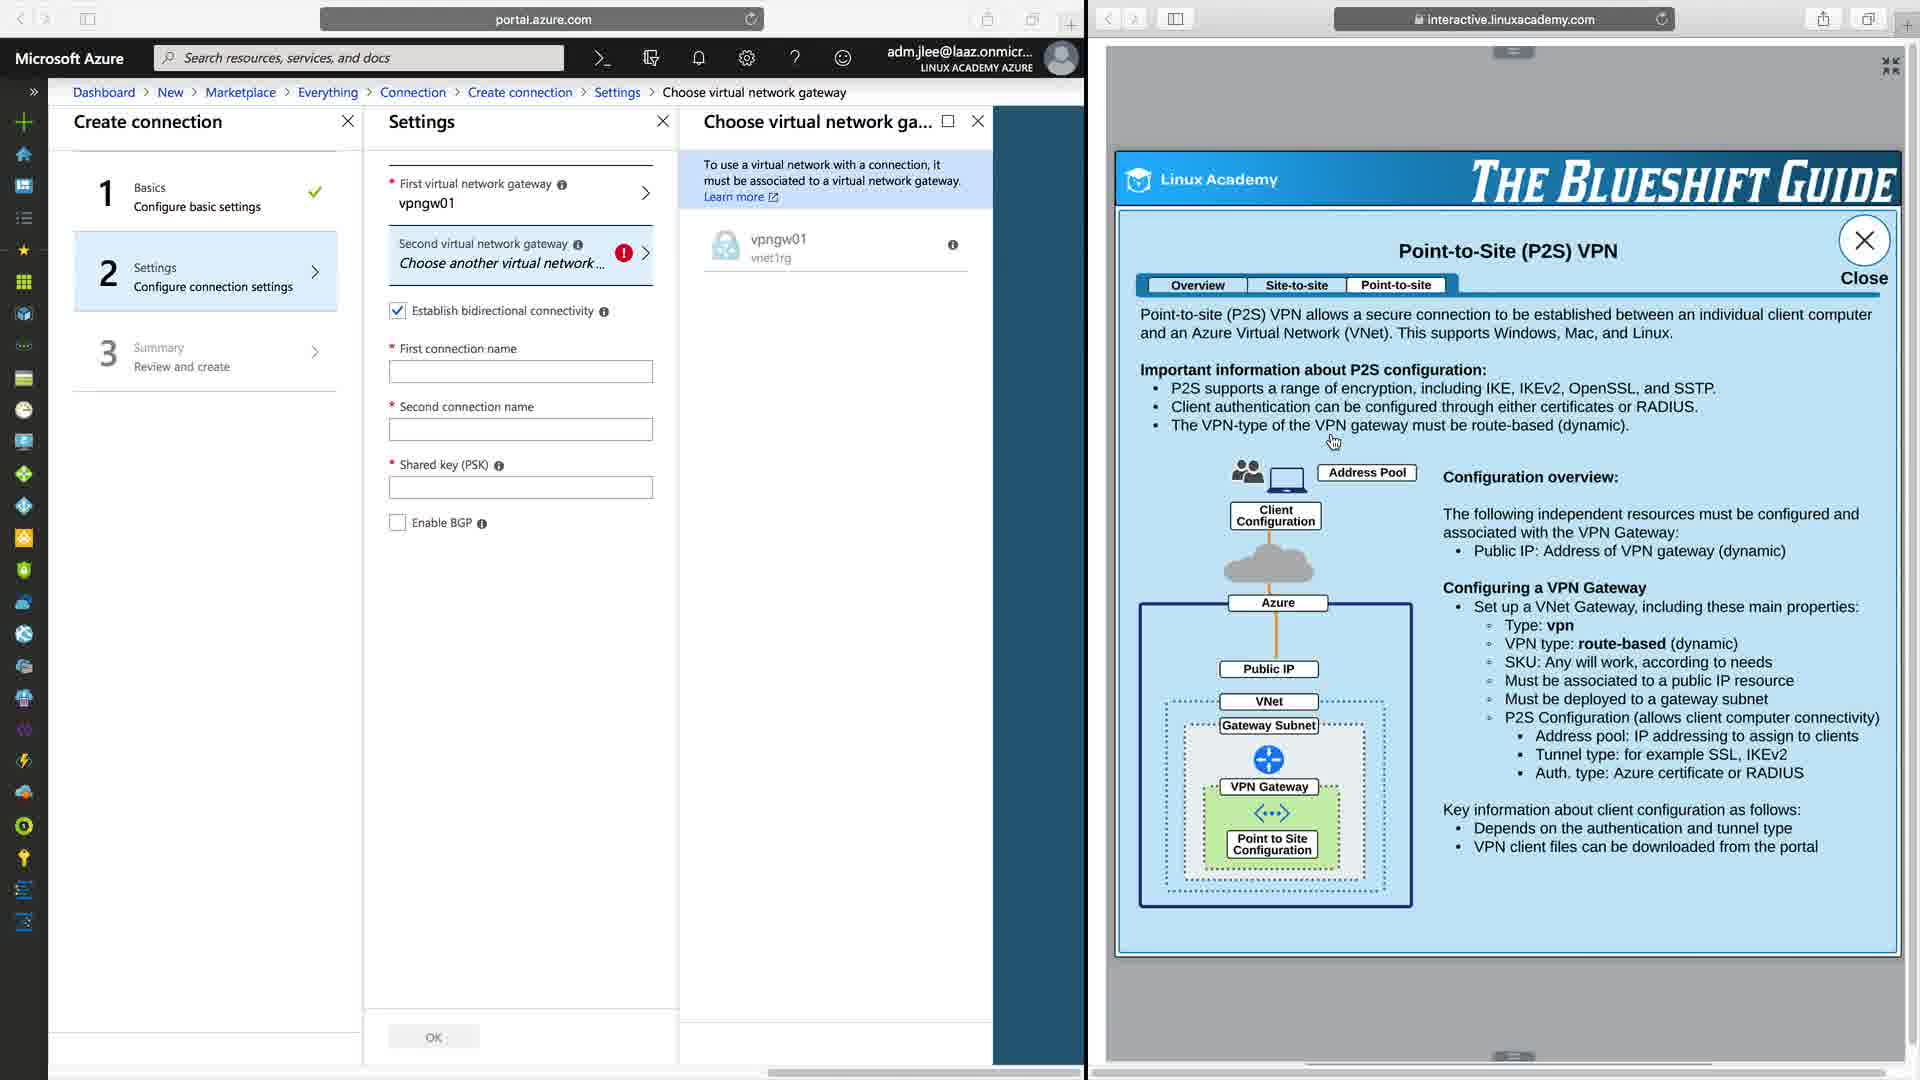 portal.azure.com
Microsoft Azure
Search resources, services, and docs
adm.jlee@laaz.onmicr...
LINUX ACADEMY AZURE
Dashboard > New > Marketplace > Everything > Connection > Create connection > Settings > Choose virtual network gateway
Create connection
1
Basics
Configure basic settings
2
Settings
Configure connection settings
3
Summary
Review and create
Settings
* First virtual network gateway
vpngw01
Second virtual network gateway
Choose another virtual network ...
Establish bidirectional connectivity
* First connection name
* Second connection name
* Shared key (PSK)
Enable BGP
OK
Choose virtual network ga...
To use a virtual network with a connection, it
must be associated to a virtual network gateway.
Learn more
vpngw01
vnet1rg
interactive.linuxacademy.com
Linux Academy
THE BLUESHIFT GUIDE
Point-to-Site (P2S) VPN
Close
Overview
Site-to-site
Point-to-site
Point-to-site (P2S) VPN allows a secure connection to be established between an individual client computer
and an Azure Virtual Network (VNet). This supports Windows, Mac, and Linux.
Important information about P2S configuration:
• P2S supports a range of encryption, including IKE, IKEv2, OpenSSL, and SSTP.
• Client authentication can be configured through either certificates or RADIUS.
• The VPN-type of the VPN gateway must be route-based (dynamic).
Address Pool
Client
Configuration
Azure
Public IP
VNet
Gateway Subnet
VPN Gateway
Point to Site
Configuration
Configuration overview:
The following independent resources must be configured and
associated with the VPN Gateway:
• Public IP: Address of VPN gateway (dynamic)
Configuring a VPN Gateway
• Set up a VNet Gateway, including these main properties:
◦ Type: vpn
◦ VPN type: route-based (dynamic)
◦ SKU: Any will work, according to needs
◦ Must be associated to a public IP resource
◦ Must be deployed to a gateway subnet
◦ P2S Configuration (allows client computer connectivity)
▪ Address pool: IP addressing to assign to clients
▪ Tunnel type: for example SSL, IKEv2
▪ Auth. type: Azure certificate or RADIUS
Key information about client configuration as follows:
• Depends on the authentication and tunnel type
• VPN client files can be downloaded from the portal